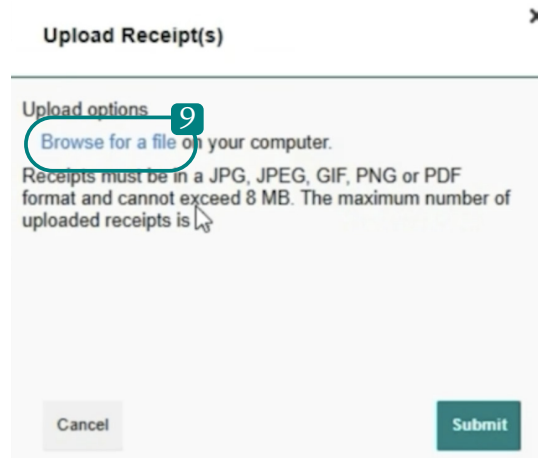 Upload Receipt(s)
Upload options
9
Browse for a file on your computer.
Receipts must be in a JPG, JPEG, GIF, PNG or PDF
format and cannot exceed 8 MB. The maximum number of
uploaded receipts is
Cancel
Submit